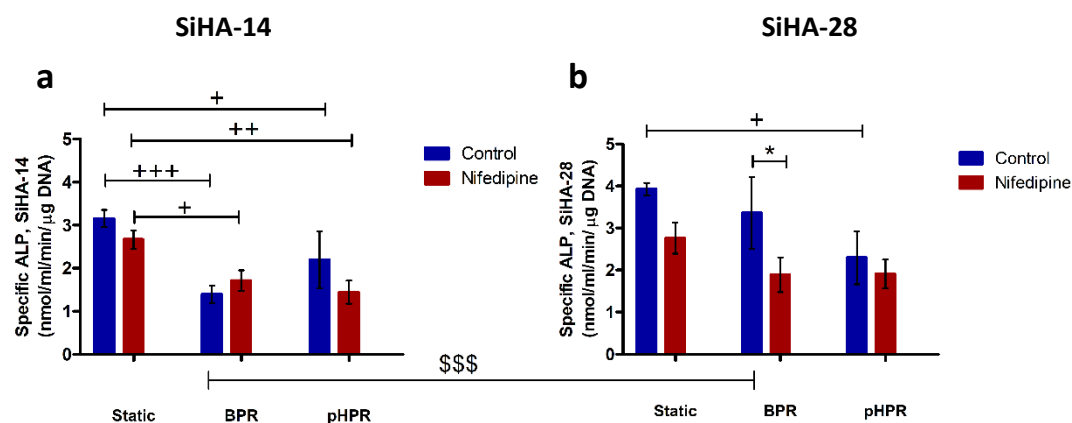 SiHA-14
SiHA-28
a
b
+
++
+++
+
Specific ALP, SiHA-14
(nmol/ml/min/ μg DNA)
5
4
3
2
1
0
Control
Nifedipine
Static
BPR
pHPR
+
*
Specific ALP, SiHA-28
(nmol/ml/min/ μg DNA)
5
4
3
2
1
0
Control
Nifedipine
$$$
Static
BPR
pHPR